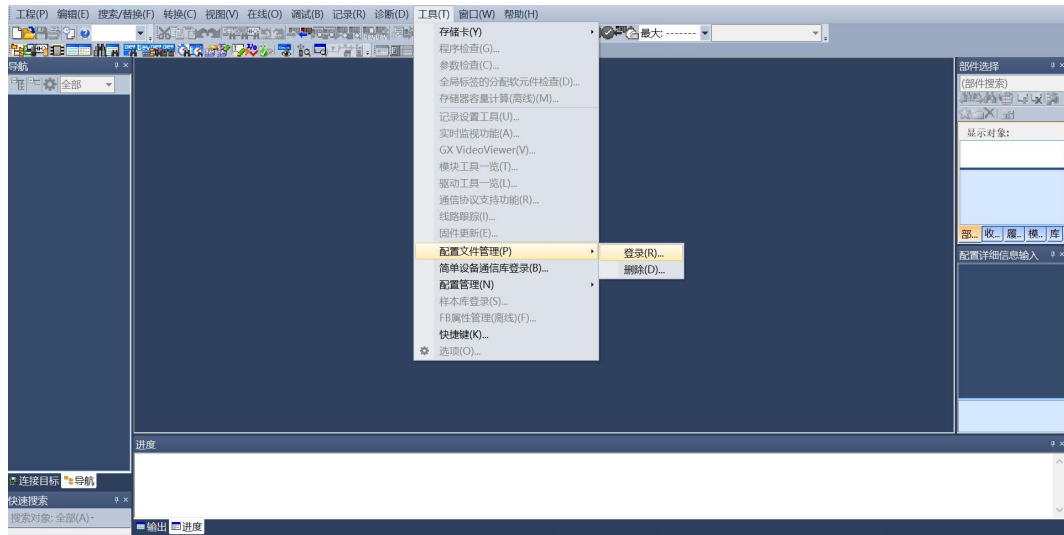 工程(P) 编辑(E) 搜索/替换(F) 转换(C) 视图(V) 在线(O) 调试(B) 记录(R) 诊断(D) 工具(T) 窗口(W) 帮助(H)
最大: -------
导航
全部
存储卡(Y)
程序检查(G)...
参数检查(C)...
全局标签的分配软元件检查(D)...
存储器容量计算(离线)(M)...
记录设置工具(U)...
实时监视功能(A)...
GX VideoViewer(V)...
模块工具一览(T)...
驱动工具一览(L)...
通信协议支持功能(R)...
线路跟踪(I)...
固件更新(E)...
配置文件管理(P)
简单设备通信库登录(B)...
配置管理(N)
样本库登录(S)...
FB属性管理(离线)(F)...
快捷键(K)...
选项(O)...
登录(R)...
删除(D)...
部件选择
(部件搜索)
显示对象:
部... 收... 履... 模... 库
配置详细信息输入
进度
连接目标 导航
快速搜索
搜索对象: 全部(A)
输出 进度